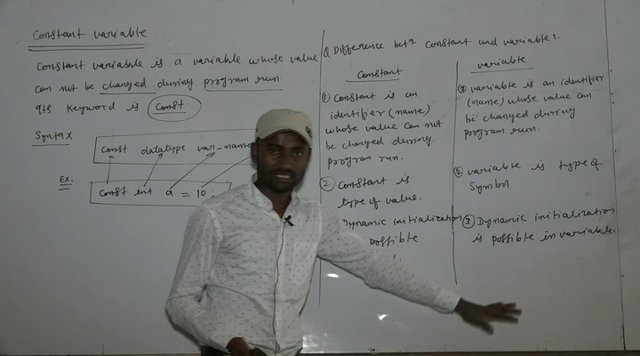 Constant variable
Constant variable is a variable whose value
can not be changed during program run
Its keyword is const.
Syntax
const datatype var_name
Ex:
const int a = 10
Q Difference betn Constant and variables.
Constant
① Constant is an
identifier (name)
whose value can not
be changed during
program run.
② Constant is
type of value.
Dynamic initialization
possible
variable
① variable is an identifier
(name) whose value can
be changed during
program run.
② variable is type of
Symbol
③ Dynamic initialization
is possible in variable.